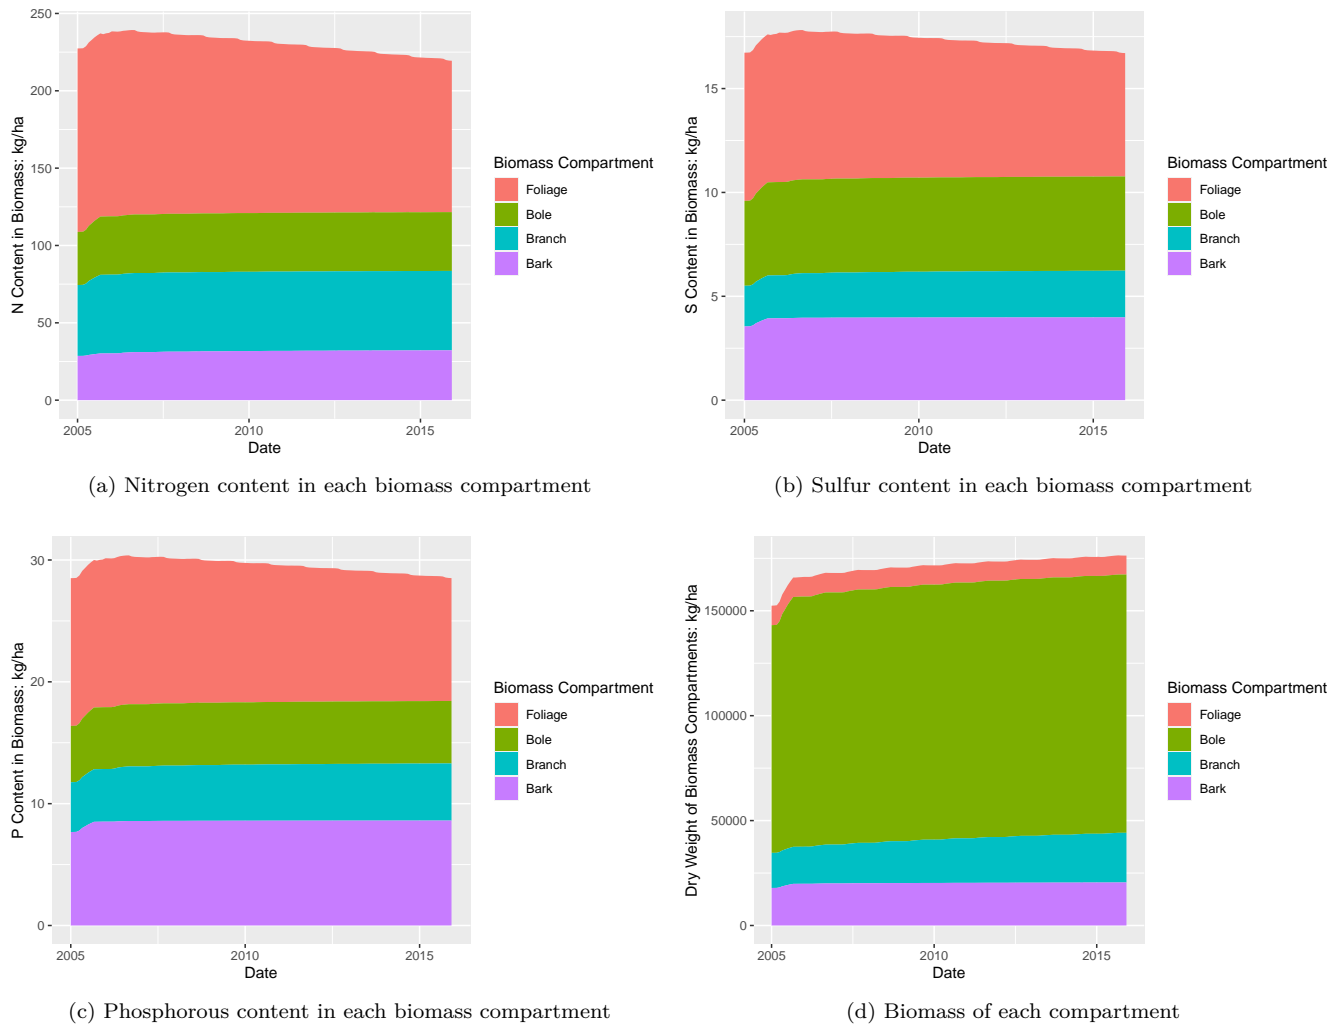 N Content in Biomass: kg/ha
250
200
150
100
50
0
2005 2010 2015
Date
Biomass Compartment
Foliage
Bole
Branch
Bark
(a) Nitrogen content in each biomass compartment
S Content in Biomass: kg/ha
15
10
5
0
2005 2010 2015
Date
Biomass Compartment
Foliage
Bole
Branch
Bark
(b) Sulfur content in each biomass compartment
P Content in Biomass: kg/ha
30
20
10
0
2005 2010 2015
Date
Biomass Compartment
Foliage
Bole
Branch
Bark
(c) Phosphorous content in each biomass compartment
Dry Weight of Biomass Compartments: kg/ha
150000
100000
50000
0
2005 2010 2015
Date
Biomass Compartment
Foliage
Bole
Branch
Bark
(d) Biomass of each compartment